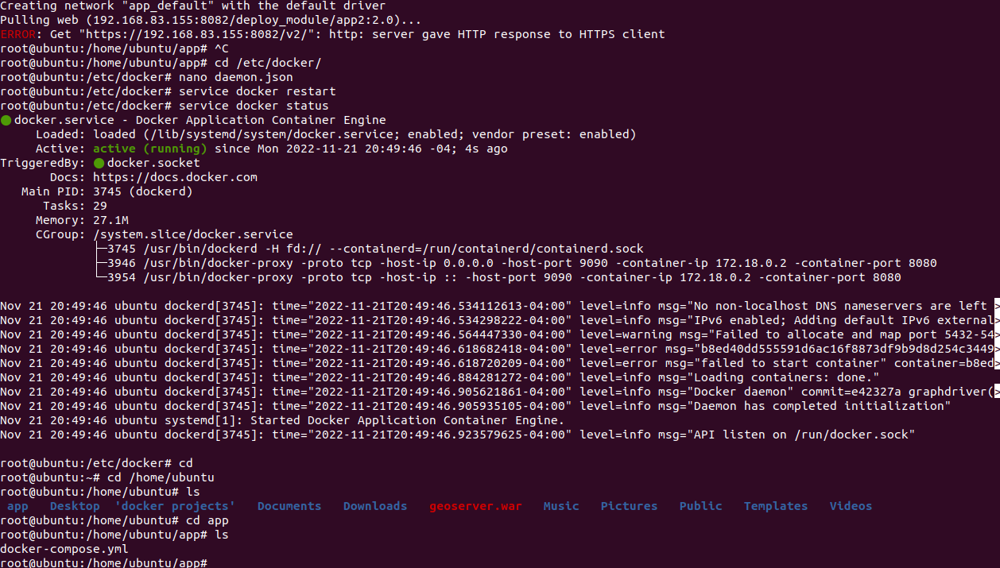 Creating network "app_default" with the default driver
Pulling web (192.168.83.155:8082/deploy_module/app2:2.0)...
ERROR: Get "https://192.168.83.155:8082/v2/": http: server gave HTTP response to HTTPS client
root@ubuntu:/home/ubuntu/app# ^C
root@ubuntu:/home/ubuntu/app# cd /etc/docker/
root@ubuntu:/etc/docker# nano daemon.json
root@ubuntu:/etc/docker# service docker restart
root@ubuntu:/etc/docker# service docker status
● docker.service - Docker Application Container Engine
     Loaded: loaded (/lib/systemd/system/docker.service; enabled; vendor preset: enabled)
     Active: active (running) since Mon 2022-11-21 20:49:46 -04; 4s ago
TriggeredBy: ● docker.socket
       Docs: https://docs.docker.com
   Main PID: 3745 (dockerd)
      Tasks: 29
     Memory: 27.1M
     CGroup: /system.slice/docker.service
             ├─3745 /usr/bin/dockerd -H fd:// --containerd=/run/containerd/containerd.sock
             ├─3946 /usr/bin/docker-proxy -proto tcp -host-ip 0.0.0.0 -host-port 9090 -container-ip 172.18.0.2 -container-port 8080
             └─3954 /usr/bin/docker-proxy -proto tcp -host-ip :: -host-port 9090 -container-ip 172.18.0.2 -container-port 8080
Nov 21 20:49:46 ubuntu dockerd[3745]: time="2022-11-21T20:49:46.534112613-04:00" level=info msg="No non-localhost DNS nameservers are left >
Nov 21 20:49:46 ubuntu dockerd[3745]: time="2022-11-21T20:49:46.534298222-04:00" level=info msg="IPv6 enabled; Adding default IPv6 external>
Nov 21 20:49:46 ubuntu dockerd[3745]: time="2022-11-21T20:49:46.564447330-04:00" level=warning msg="Failed to allocate and map port 5432-54>
Nov 21 20:49:46 ubuntu dockerd[3745]: time="2022-11-21T20:49:46.618682418-04:00" level=error msg="b8ed40dd555591d6ac16f8873df9b9d8d254c3449>
Nov 21 20:49:46 ubuntu dockerd[3745]: time="2022-11-21T20:49:46.618720209-04:00" level=error msg="failed to start container" container=b8ed>
Nov 21 20:49:46 ubuntu dockerd[3745]: time="2022-11-21T20:49:46.884281272-04:00" level=info msg="Loading containers: done."
Nov 21 20:49:46 ubuntu dockerd[3745]: time="2022-11-21T20:49:46.905621861-04:00" level=info msg="Docker daemon" commit=e42327a graphdriver(>
Nov 21 20:49:46 ubuntu dockerd[3745]: time="2022-11-21T20:49:46.905935105-04:00" level=info msg="Daemon has completed initialization"
Nov 21 20:49:46 ubuntu systemd[1]: Started Docker Application Container Engine.
Nov 21 20:49:46 ubuntu dockerd[3745]: time="2022-11-21T20:49:46.923579625-04:00" level=info msg="API listen on /run/docker.sock"
root@ubuntu:/etc/docker# cd
root@ubuntu:~# cd /home/ubuntu
root@ubuntu:/home/ubuntu# ls
 app   Desktop  'docker projects'   Documents   Downloads   geoserver.war   Music   Pictures   Public   Templates   Videos
root@ubuntu:/home/ubuntu# cd app
root@ubuntu:/home/ubuntu/app# ls
docker-compose.yml
root@ubuntu:/home/ubuntu/app#